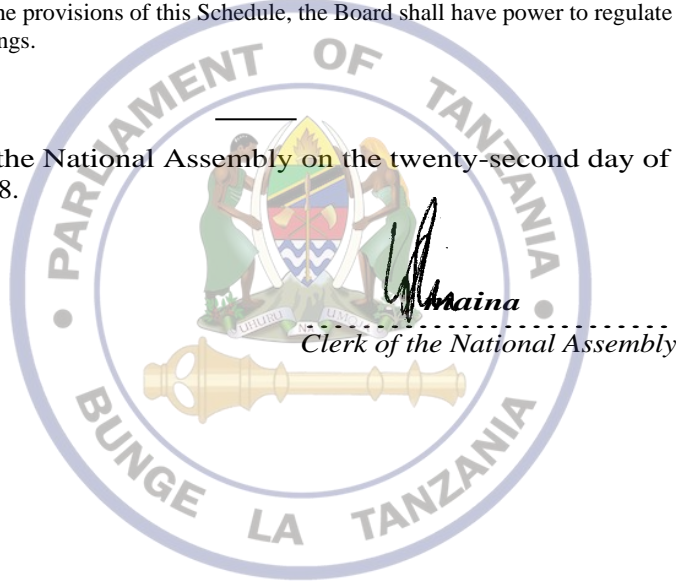 he provisions of this Schedule, the Board shall have power to regulate
ngs.
PARLIAMENT OF TANZANIA
the National Assembly on the twenty-second day of
8.
maina
Clerk of the National Assembly
UHURU NA UMOJA
BUNGE LA TANZANIA